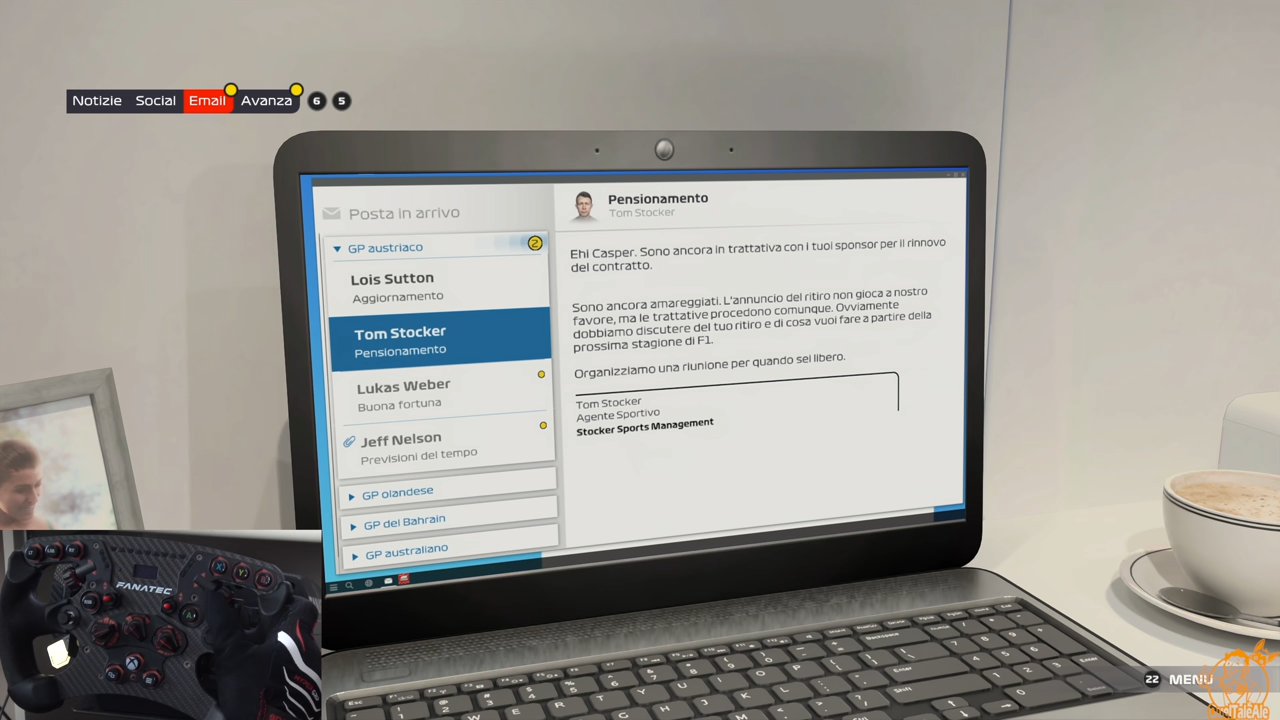 Notizie Social Email Avanza 6 5
Posta in arrivo
GP austriaco 2
Lois Sutton
Aggiornamento
Tom Stocker
Pensionamento
Lukas Weber
Buona fortuna
Jeff Nelson
Previsioni del tempo
GP olandese
GP del Bahrain
GP australiano
Pensionamento
Tom Stocker
Ehi Casper. Sono ancora in trattativa con i tuoi sponsor per il rinnovo
del contratto.
Sono ancora amareggiati. L'annuncio del ritiro non gioca a nostro
favore, ma le trattative procedono comunque. Ovviamente
dobbiamo discutere del tuo ritiro e di cosa vuoi fare a partire della
prossima stagione di F1.
Organizziamo una riunione per quando sei libero.
Tom Stocker
Agente Sportivo
Stocker Sports Management
FANATEC
22 MENU